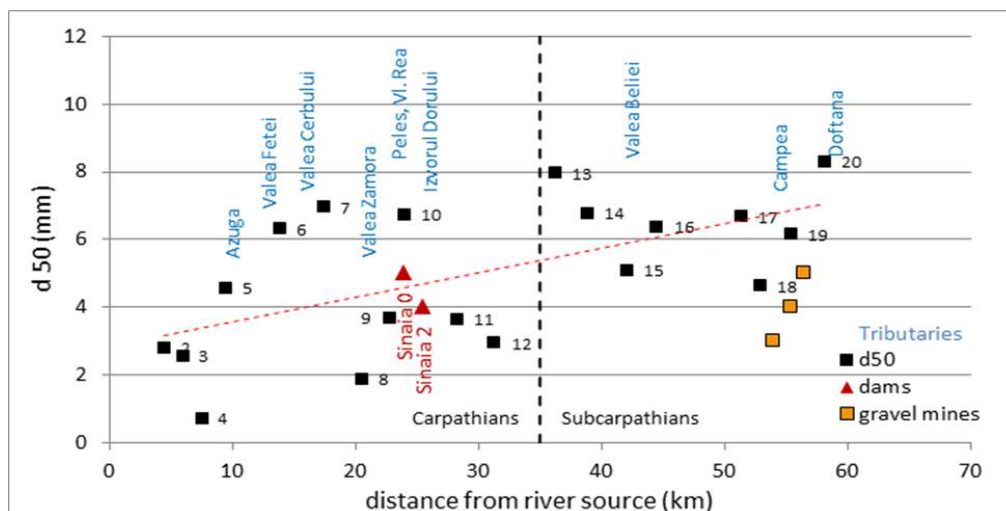 12
10
8
6
4
2
0
d 50 (mm)
0 10 20 30 40 50 60 70
distance from river source (km)
Azuga
Valea Fetei
Valea Cerbului
Valea Zamora
Peles, Vl. Rea
Izvorul Dorului
Valea Beliei
Campea
Doftana
2
3
4
5
6
7
8
9
10
11
12
13
14
15
16
17
18
19
20
Sinaia 0
Sinaia 2
Carpathians
Subcarpathians
Tributaries
d50
dams
gravel mines